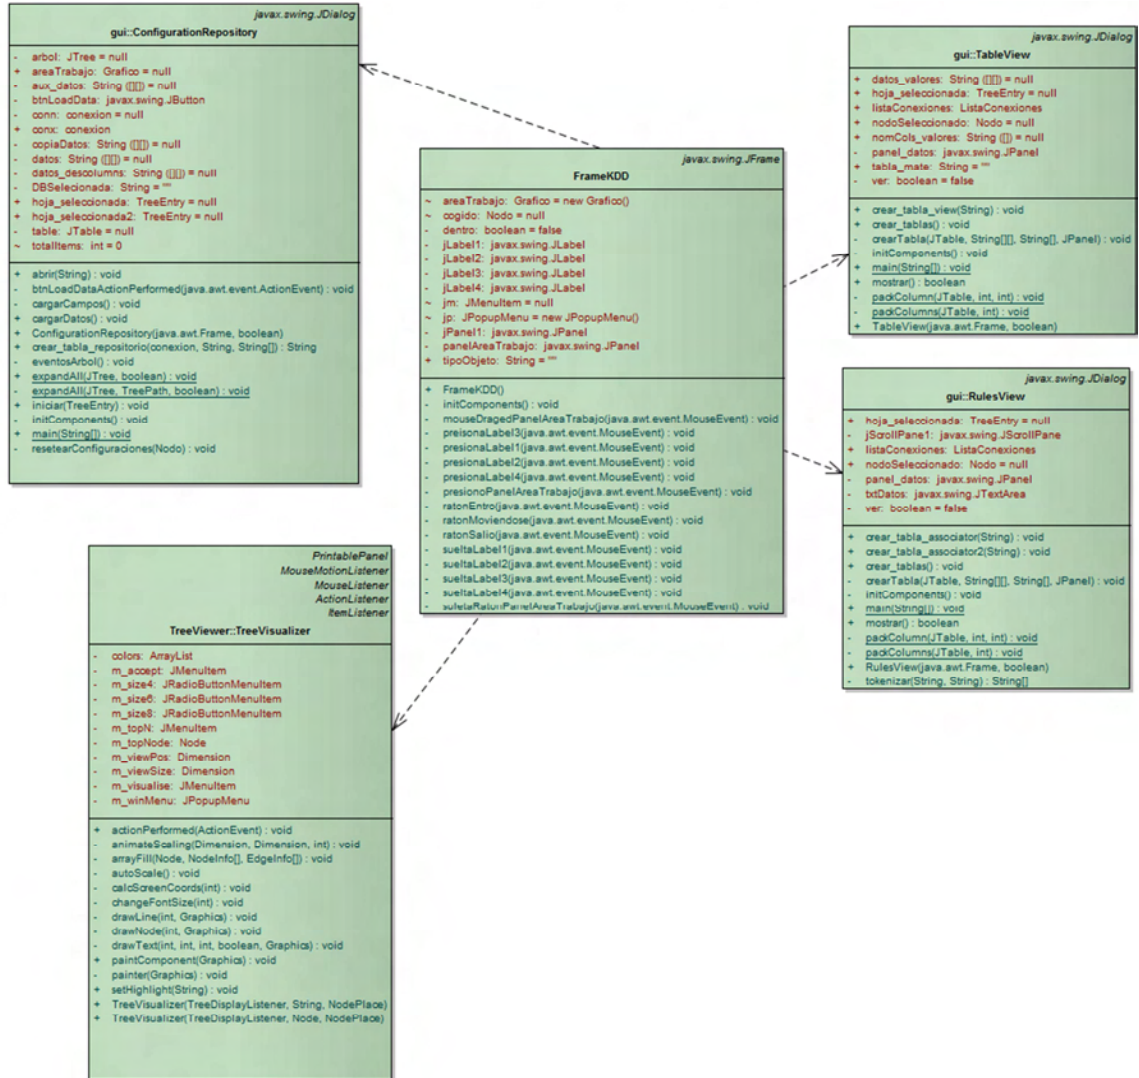 javax.swing.JDialog
gui::ConfigurationRepository
- arbol: JTree = null
+ areaTrabajo: Grafico = null
- aux_datos: String ([][]) = null
- btnLoadData: javax.swing.JButton
- conn: conexion = null
+ conx: conexion
- copiaDatos: String ([][]) = null
- datos: String ([][]) = null
- datos_descolumns: String ([][]) = null
- DBSelecionada: String = ""
+ hoja_seleccionada: TreeEntry = null
+ hoja_seleccionada2: TreeEntry = null
- table: JTable = null
~ totalItems: int = 0
+ abrir(String) : void
- btnLoadDataActionPerformed(java.awt.event.ActionEvent) : void
- cargarCampos() : void
+ cargarDatos() : void
+ ConfigurationRepository(java.awt.Frame, boolean)
+ crear_tabla_repositorio(conexion, String, String[]) : String
- eventosArbol() : void
+ expandAll(JTree, boolean) : void
- expandAll(JTree, TreePath, boolean) : void
+ iniciar(TreeEntry) : void
- initComponents() : void
+ main(String[]) : void
- resetearConfiguraciones(Nodo) : void
javax.swing.JFrame
FrameKDD
~ areaTrabajo: Grafico = new Grafico()
~ cogido: Nodo = null
- dentro: boolean = false
- jLabel1: javax.swing.JLabel
- jLabel2: javax.swing.JLabel
- jLabel3: javax.swing.JLabel
- jLabel4: javax.swing.JLabel
~ jm: JMenuItem = null
~ jp: JPopupMenu = new JPopupMenu()
- jPanel1: javax.swing.JPanel
- panelAreaTrabajo: javax.swing.JPanel
+ tipoObjeto: String = ""
+ FrameKDD()
- initComponents() : void
- mouseDragedPanelAreaTrabajo(java.awt.event.MouseEvent) : void
- preisonaLabel3(java.awt.event.MouseEvent) : void
- presionaLabel1(java.awt.event.MouseEvent) : void
- presionaLabel2(java.awt.event.MouseEvent) : void
- presionaLabel4(java.awt.event.MouseEvent) : void
- presionoPanelAreaTrabajo(java.awt.event.MouseEvent) : void
- ratonEntro(java.awt.event.MouseEvent) : void
- ratonMoviendose(java.awt.event.MouseEvent) : void
- ratonSalio(java.awt.event.MouseEvent) : void
- sueltaLabel1(java.awt.event.MouseEvent) : void
- sueltaLabel2(java.awt.event.MouseEvent) : void
- sueltaLabel3(java.awt.event.MouseEvent) : void
- sueltaLabel4(java.awt.event.MouseEvent) : void
- suletaRatonPanelAreaTrabajo(java.awt.event.MouseEvent) : void
javax.swing.JDialog
gui::TableView
+ datos_valores: String ([][]) = null
+ hoja_seleccionada: TreeEntry = null
+ listaConexiones: ListaConexiones
+ nodoSeleccionado: Nodo = null
+ nomCols_valores: String ([]) = null
- panel_datos: javax.swing.JPanel
+ tabla_mate: String = ""
- ver: boolean = false
+ crear_tabla_view(String) : void
+ crear_tablas() : void
- crearTabla(JTable, String[][], String[], JPanel) : void
- initComponents() : void
+ main(String[]) : void
+ mostrar() : boolean
- packColumn(JTable, int, int) : void
- packColumns(JTable, int) : void
+ TableView(java.awt.Frame, boolean)
javax.swing.JDialog
gui::RulesView
+ hoja_seleccionada: TreeEntry = null
- jScrollPane1: javax.swing.JScrollPane
+ listaConexiones: ListaConexiones
+ nodoSeleccionado: Nodo = null
- panel_datos: javax.swing.JPanel
- txtDatos: javax.swing.JTextArea
- ver: boolean = false
+ crear_tabla_associator(String) : void
+ crear_tabla_associator2(String) : void
+ crear_tablas() : void
- crearTabla(JTable, String[][], String[], JPanel) : void
- initComponents() : void
+ main(String[]) : void
+ mostrar() : boolean
- packColumn(JTable, int, int) : void
- packColumns(JTable, int) : void
+ RulesView(java.awt.Frame, boolean)
- tokenizar(String, String) : String[]
PrintablePanel
MouseMotionListener
MouseListener
ActionListener
ItemListener
TreeViewer::TreeVisualizer
- colors: ArrayList
- m_accept: JMenuItem
- m_size4: JRadioButtonMenuItem
- m_size6: JRadioButtonMenuItem
- m_size8: JRadioButtonMenuItem
- m_topN: JMenuItem
- m_topNode: Node
- m_viewPos: Dimension
- m_viewSize: Dimension
- m_visualise: JMenuItem
- m_winMenu: JPopupMenu
+ actionPerformed(ActionEvent) : void
- animateScaling(Dimension, Dimension, int) : void
- arrayFill(Node, NodeInfo[], EdgeInfo[]) : void
- autoScale() : void
- calcScreenCoords(int) : void
- changeFontSize(int) : void
- drawLine(int, Graphics) : void
- drawNode(int, Graphics) : void
- drawText(int, int, int, boolean, Graphics) : void
+ paintComponent(Graphics) : void
- painter(Graphics) : void
+ setHighlight(String) : void
+ TreeVisualizer(TreeDisplayListener, String, NodePlace)
+ TreeVisualizer(TreeDisplayListener, Node, NodePlace)